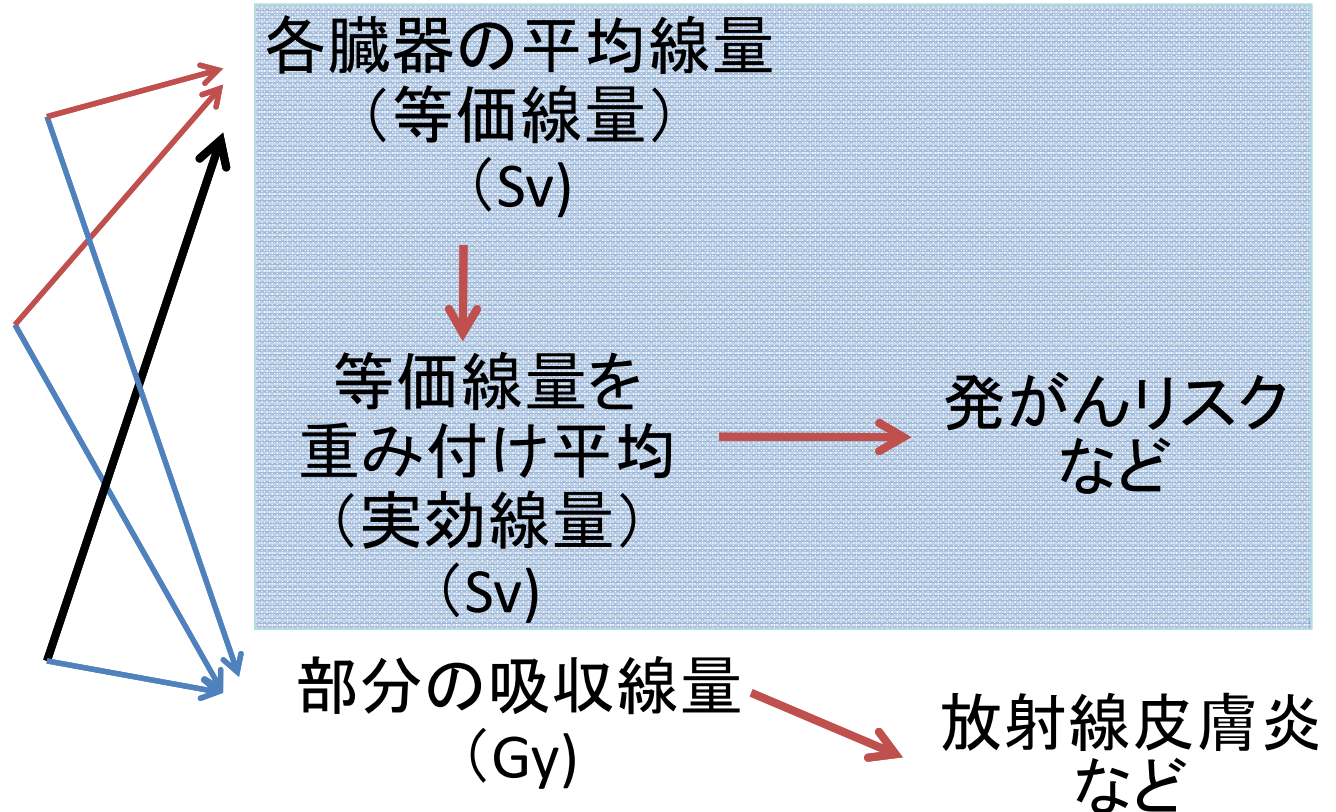 各臓器の平均線量
（等価線量）
（Sv)
等価線量を
重み付け平均
（実効線量）
（Sv)
発がんリスク
など
部分の吸収線量
（Gy)
放射線皮膚炎
など